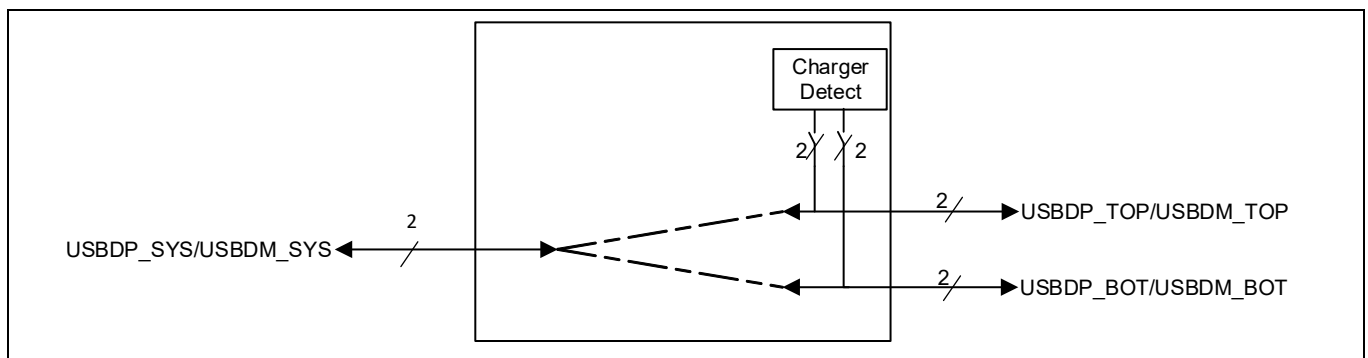 Charger
Detect
2 2
2
USBDP_TOP/USBDM_TOP
2
USBDP_SYS/USBDM_SYS
2
USBDP_BOT/USBDM_BOT